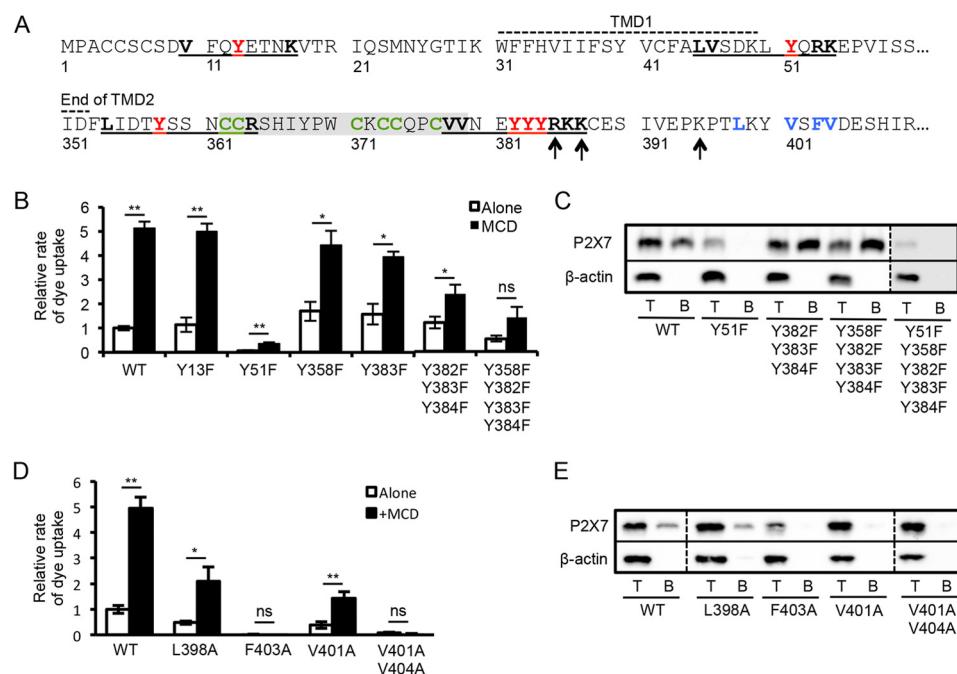 A
TMD1
MPACCSCSDV FQYETNKVTR IQSMNYGTIK WFFHVIIFSY VCFALVSDKL YQRKEPVISS...
1 11 21 31 41 51
End of TMD2
IDFLIDTYSS NCCRSHIYPW CKCCQPCVVN EYYYRKKCES IVEPKPTLKY VSFVDESHIR...
351 361 371 381 391 401
B
Relative rate of dye uptake
6
5
4
3
2
1
0
Alone
MCD
** ** ** * * * ns
WT Y13F Y51F Y358F Y383F Y382F Y358F
Y383F Y382F
Y384F Y383F
Y384F
C
P2X7
β-actin
T B T B T B T B T B
WT Y51F Y382F Y358F Y51F
Y383F Y382F Y358F
Y384F Y383F Y382F
Y384F Y383F
Y384F
D
Relative rate of dye uptake
6
5
4
3
2
1
0
Alone
+MCD
** * ns ** ns
WT L398A F403A V401A V401A
V404A
E
P2X7
β-actin
T B T B T B T B T B
WT L398A F403A V401A V401A
V404A